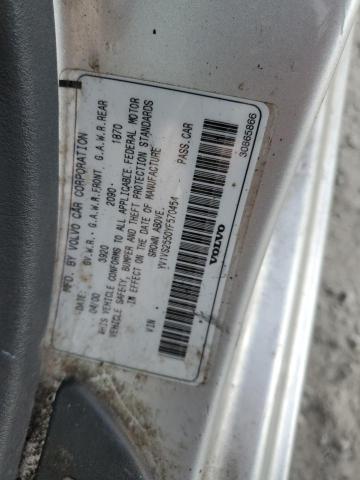 MFD. BY VOLVO CAR CORPORATION
DATE: G.V.W.R.- G.A.W.R.FRONT G.A.W.R.REAR
04/00 3920 2090- 1870
THIS VEHICLE CONFORMS TO ALL APPLICABLE FEDERAL MOTOR
VEHICLE SAFETY, BUMPER AND THEFT PROTECTION STANDARDS
IN EFFECT ON THE DATE OF MANUFACTURE
SHOWN ABOVE.
VIN YV1VS2550YF570454 PASS.CAR
VOLVO 30865866